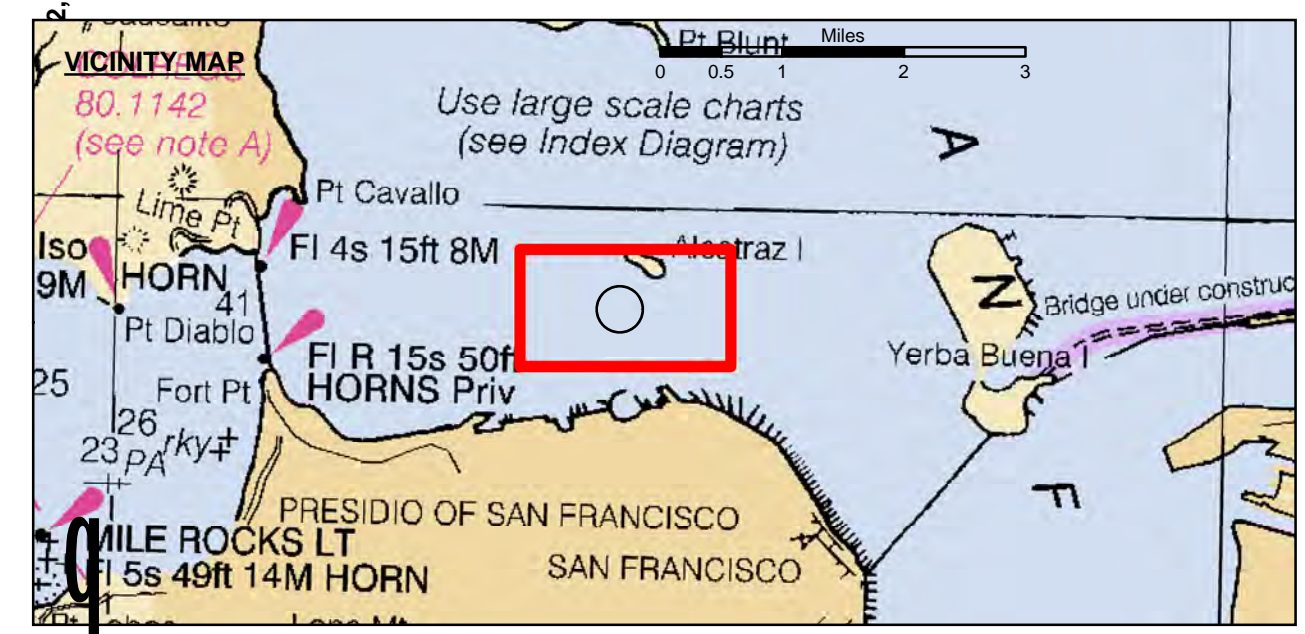 VICINITY MAP
Pt Blunt
Miles
0 0.5 1 2 3
80.1142
(see note A)
Use large scale charts
(see Index Diagram)
A
Lime Pt
Pt Cavallo
Iso
9M
HORN
Fl 4s 15ft 8M
Alcatraz I
41
Pt Diablo
N
Bridge under construc
Fl R 15s 50f
HORNS Priv
Yerba Buena I
25
Fort Pt
26
23
PA
rky
F
PRESIDIO OF SAN FRANCISCO
SAN FRANCISCO
MILE ROCKS LT
Fl 5s 49ft 14M HORN